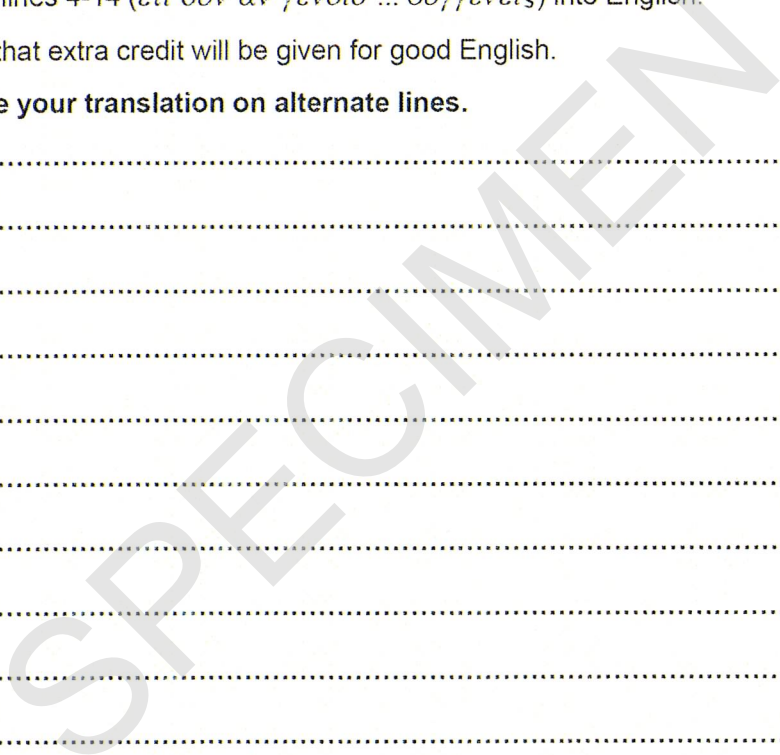 lines 4-14 ( ... ) into English.
that extra credit will be given for good English.
e your translation on alternate lines.
SPECIMEN